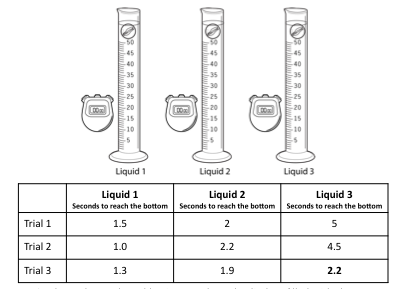 50 50 50
45 45 45
40 40 40
35 35 35
30 30 30
25 25 25
20 20 20
15 15 15
10 10 10
5 5 5
Liquid 1 Liquid 2 Liquid 3
Liquid 1 Liquid 2 Liquid 3
Seconds to reach the bottom Seconds to reach the bottom Seconds to reach the bottom
Trial 1 1.5 2 5
Trial 2 1.0 2.2 4.5
Trial 3 1.3 1.9 2.2